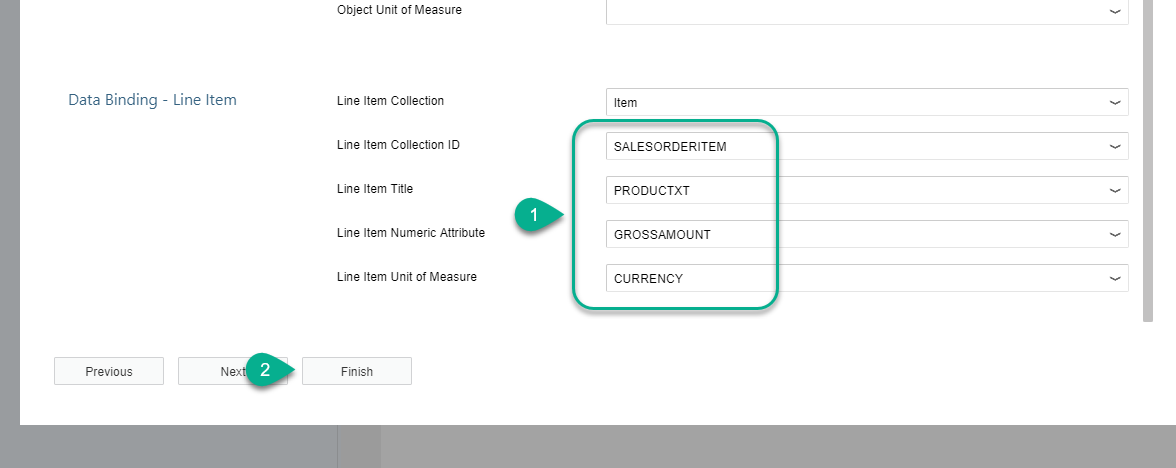 Object Unit of Measure
Data Binding - Line Item
Line Item Collection
Item
Line Item Collection ID
SALESORDERITEM
Line Item Title
PRODUCTXT
1
Line Item Numeric Attribute
GROSSAMOUNT
Line Item Unit of Measure
CURRENCY
Previous
Next
2
Finish